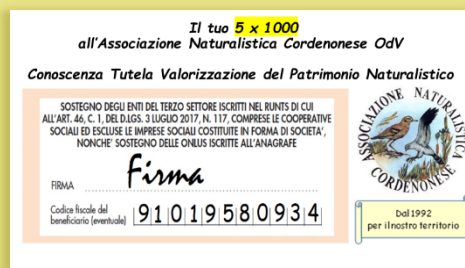 Il tuo 5 x 1000
all'Associazione Naturalistica Cordenonese OdV
Conoscenza Tutela Valorizzazione del Patrimonio Naturalistico
SOSTEGNO DEGLI ENTI DEL TERZO SETTORE ISCRITTI NEL RUNTS DI CUI
ALL'ART. 46, C. 1, DEL D.LGS. 3 LUGLIO 2017, N. 117, COMPRESE LE COOPERATIVE
SOCIALI ED ESCLUSE LE IMPRESE SOCIALI COSTITUITE IN FORMA DI SOCIETA',
NONCHE' SOSTEGNO DELLE ONLUS ISCRITTE ALL'ANAGRAFE
FIRMA Firma
Codice fiscale del
beneficiario (eventuale) 91019580934
ASSOCIAZIONE NATURALISTICA
CORDENONESE
Dal 1992
per il nostro territorio